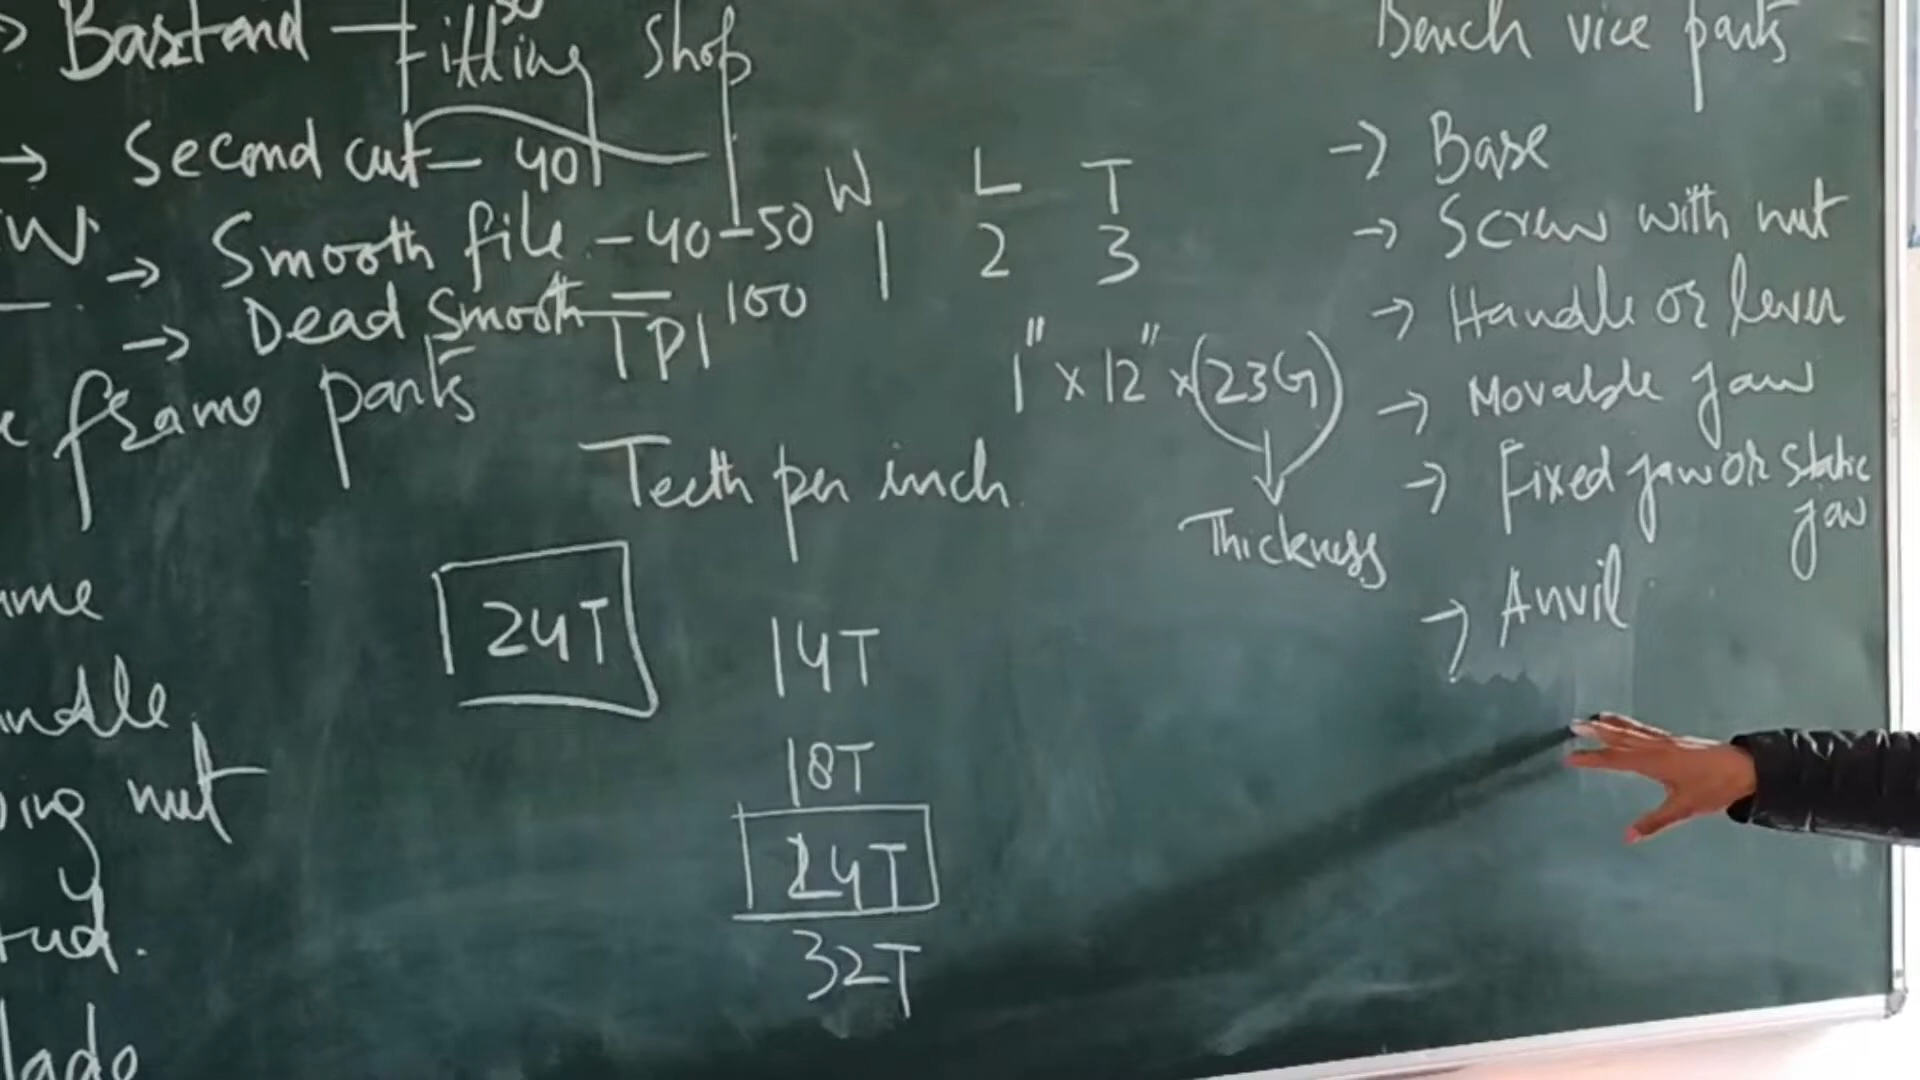 → Bastand — Fitting Shop
→ Second cut – 40
→ Smooth file – 40–50
→ Dead Smooth – 100
TPI
frame parts
Teeth per inch
24T
14T
18T
24T
32T
nut
W L T
1 2 3
1" x 12" x (23G)
Thickness
Bench vice parts
→ Base
→ Screw with nut
→ Handle or lever
→ Movable jaw
→ Fixed jaw or static
jaw
→ Anvil